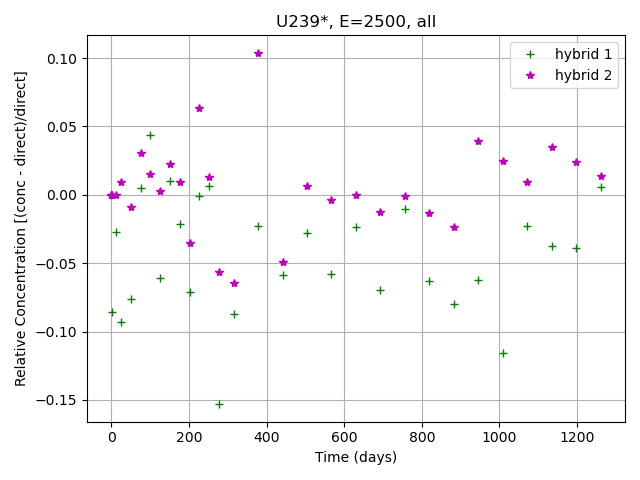 U239*, E=2500, all
hybrid 1
hybrid 2
Relative Concentration [(conc - direct)/direct]
0.10
0.05
0.00
−0.05
−0.10
−0.15
0 200 400 600 800 1000 1200
Time (days)